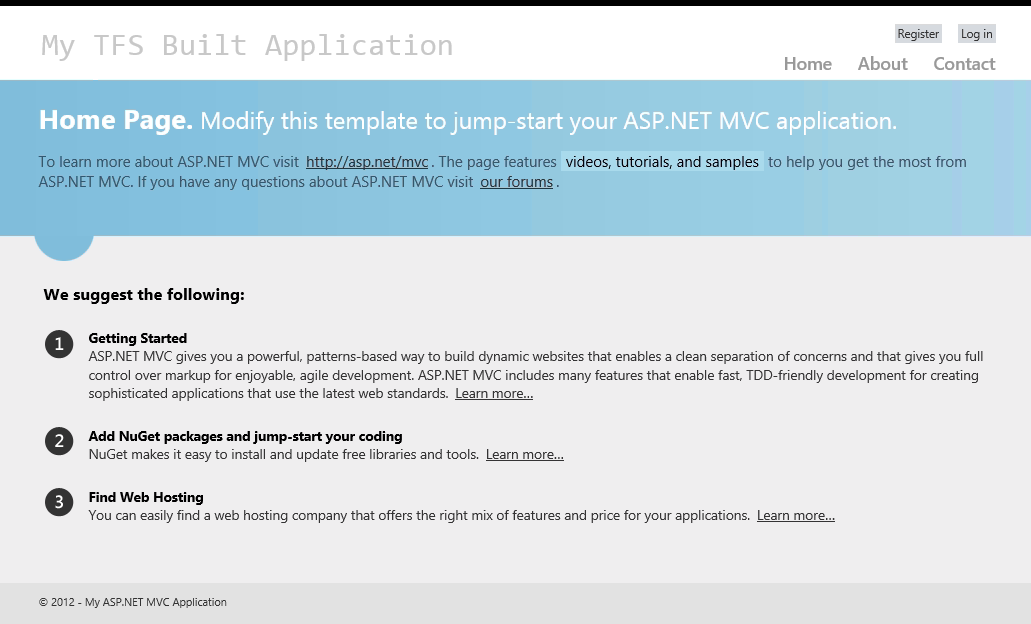 My TFS Built Application
Register Log in
Home About Contact
Home Page. Modify this template to jump-start your ASP.NET MVC application.
To learn more about ASP.NET MVC visit http://asp.net/mvc . The page features videos, tutorials, and samples to help you get the most from
ASP.NET MVC. If you have any questions about ASP.NET MVC visit our forums .
We suggest the following:
1 Getting Started
ASP.NET MVC gives you a powerful, patterns-based way to build dynamic websites that enables a clean separation of concerns and that gives you full
control over markup for enjoyable, agile development. ASP.NET MVC includes many features that enable fast, TDD-friendly development for creating
sophisticated applications that use the latest web standards. Learn more...
2 Add NuGet packages and jump-start your coding
NuGet makes it easy to install and update free libraries and tools. Learn more...
3 Find Web Hosting
You can easily find a web hosting company that offers the right mix of features and price for your applications. Learn more...
© 2012 - My ASP.NET MVC Application